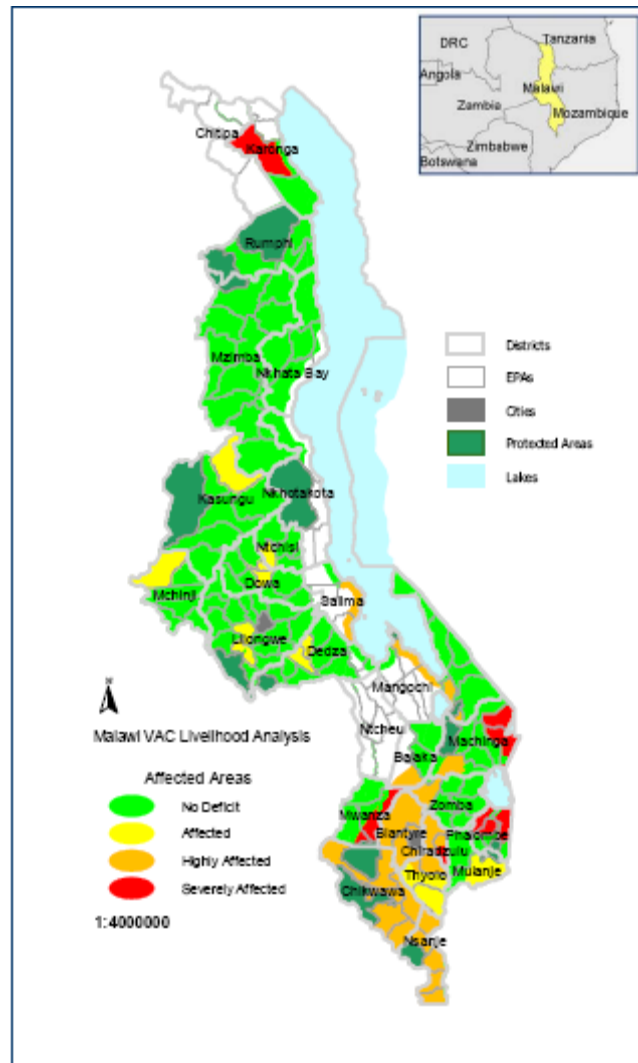 DRC
Tanzania
Angola
Malawi
Zambia
Mozambique
Zimbabwe
Botswana
Chitipa
Karonga
Rumphi
Mzimba
Nkhata Bay
Districts
EPAs
Cities
Protected Areas
Lakes
Kasungu
Nkhotakota
Ntchisi
Dowa
Mchinji
Salima
Lilongwe
Dedza
Mangochi
Ntcheu
Machinga
Balaka
N
Malawi VAC Livelihood Analysis
Affected Areas
No Deficit
Affected
Highly Affected
Severely Affected
1:4000000
Zomba
Mwanza
Blantyre
Phalombe
Chiradzulu
Thyolo
Mulanje
Chikwawa
Nsanje